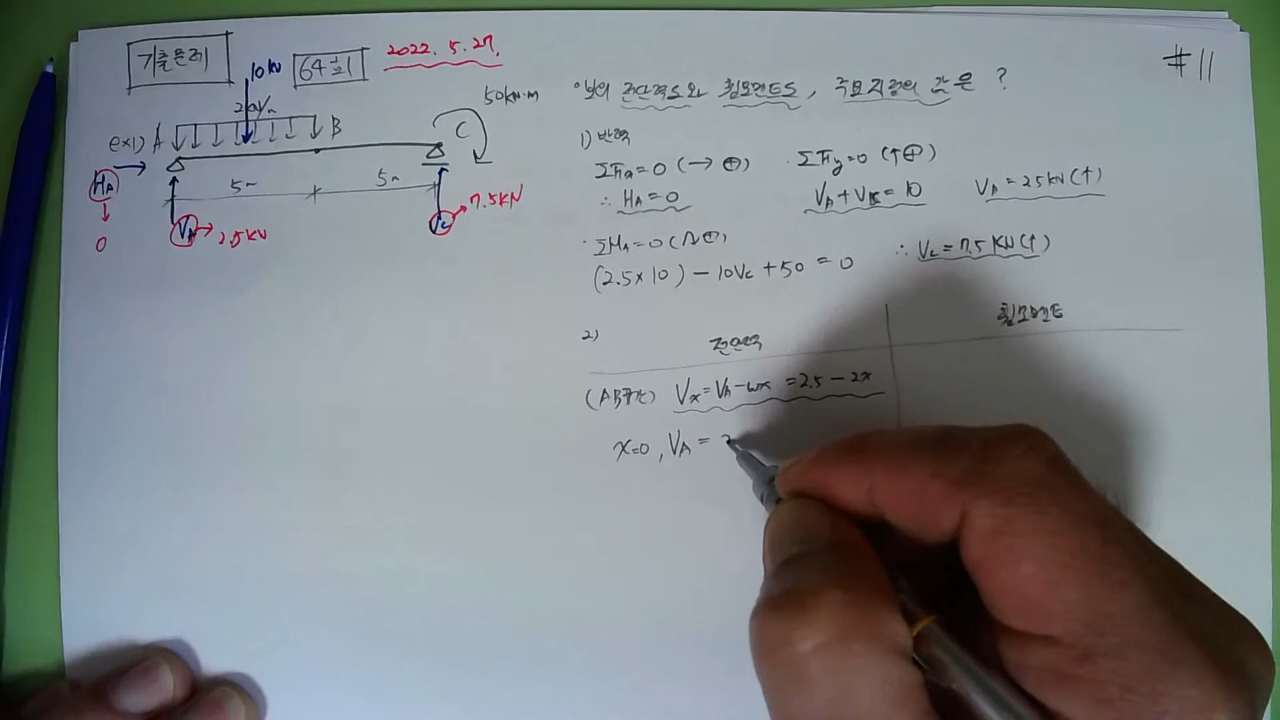 기출문제
64회
2022. 5. 27.
#11
10kN
2kN/m
50kN·m
ex1) A B C
5m 5m
HA
0
VA → 2.5KN
Vc → 7.5KN
보의 전단력도와 휨모멘트도, 주요지점의 값은 ?
1) 반력
ΣFx=0 (→ ⊕)
∴ HA = 0
ΣFy=0 (↑⊕)
VA + Vc = 10
VA = 2.5KN(↑)
ΣMA=0 (⊕)
(2.5×10) - 10Vc + 50 = 0
∴ Vc = 7.5KN(↑)
2)
전단력 휨모멘트
(AB구간) Vx = VA - wx = 2.5 - 2x
x=0, VA =